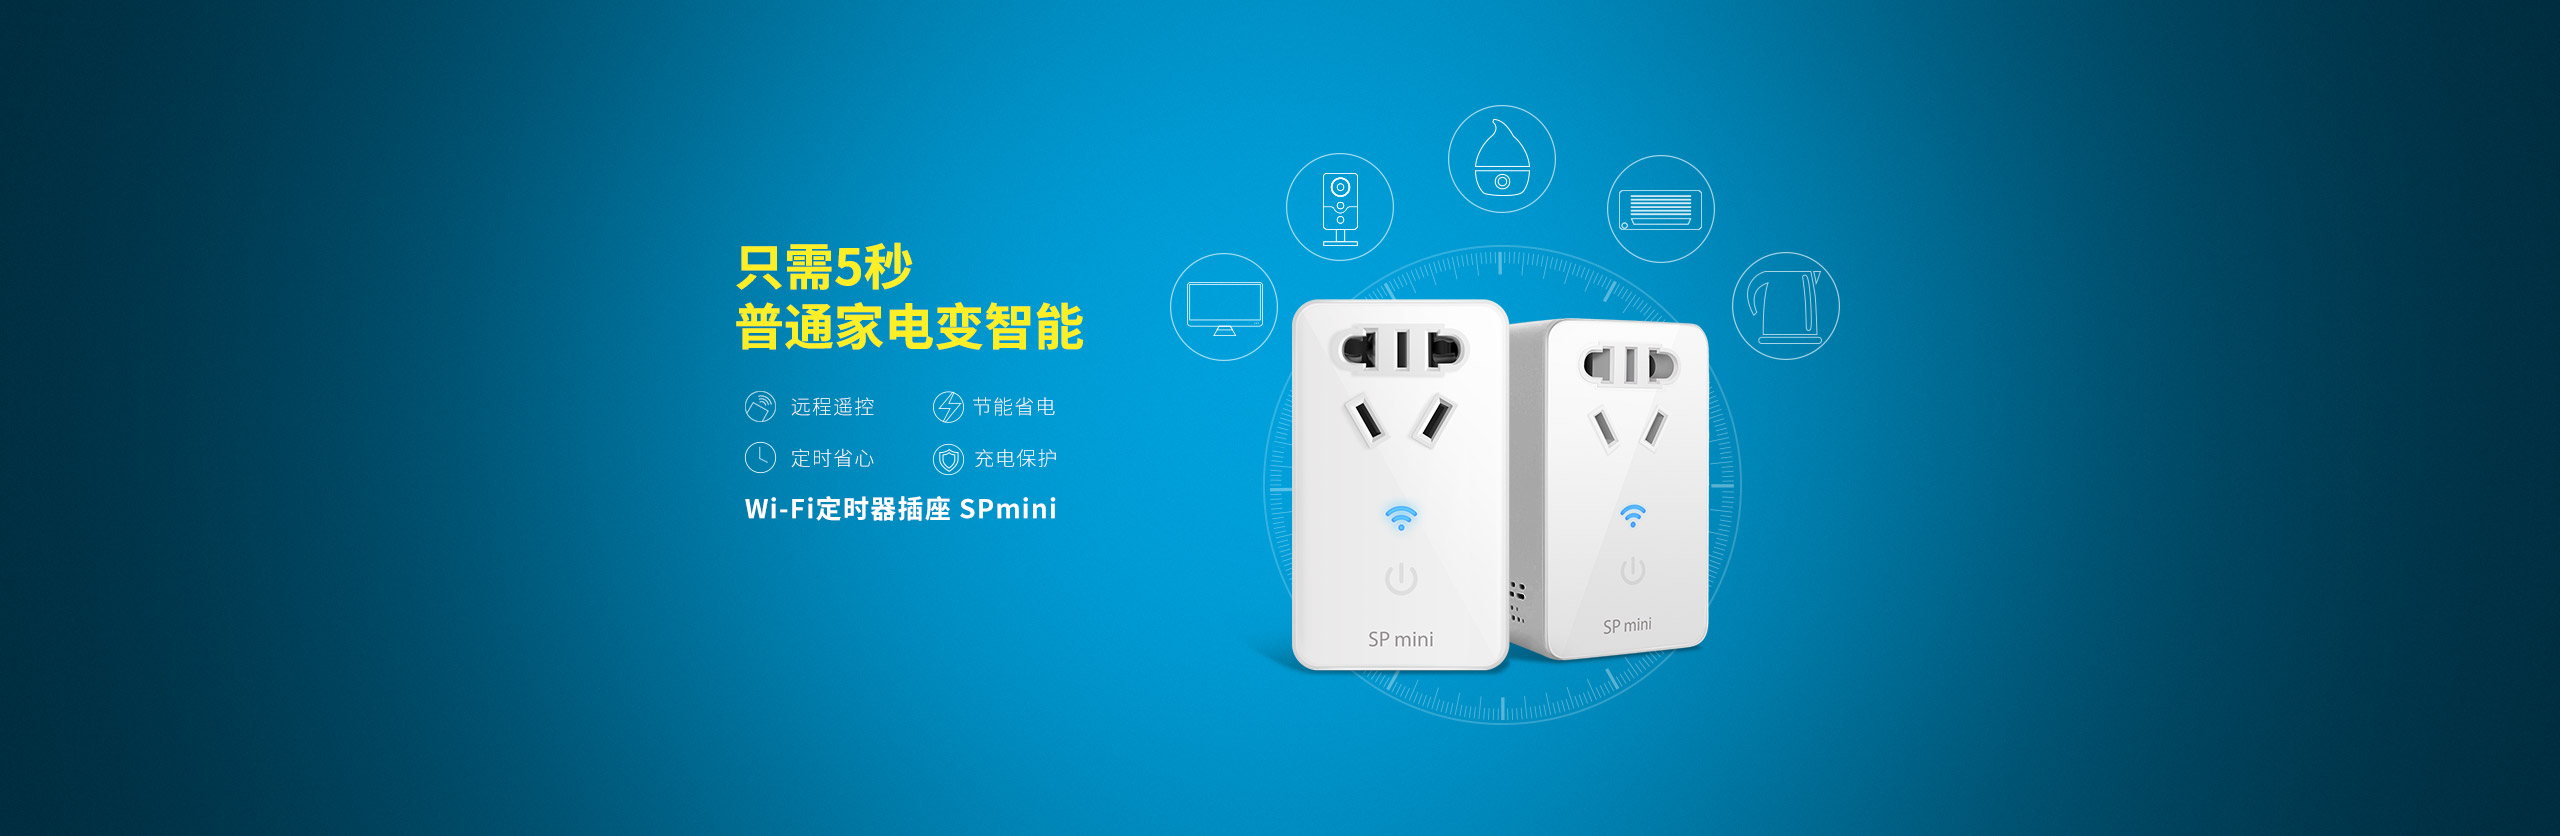 只需5秒
普通家电变智能
远程遥控 节能省电
定时省心 充电保护
Wi-Fi定时器插座 SPmini
SP mini
SP mini